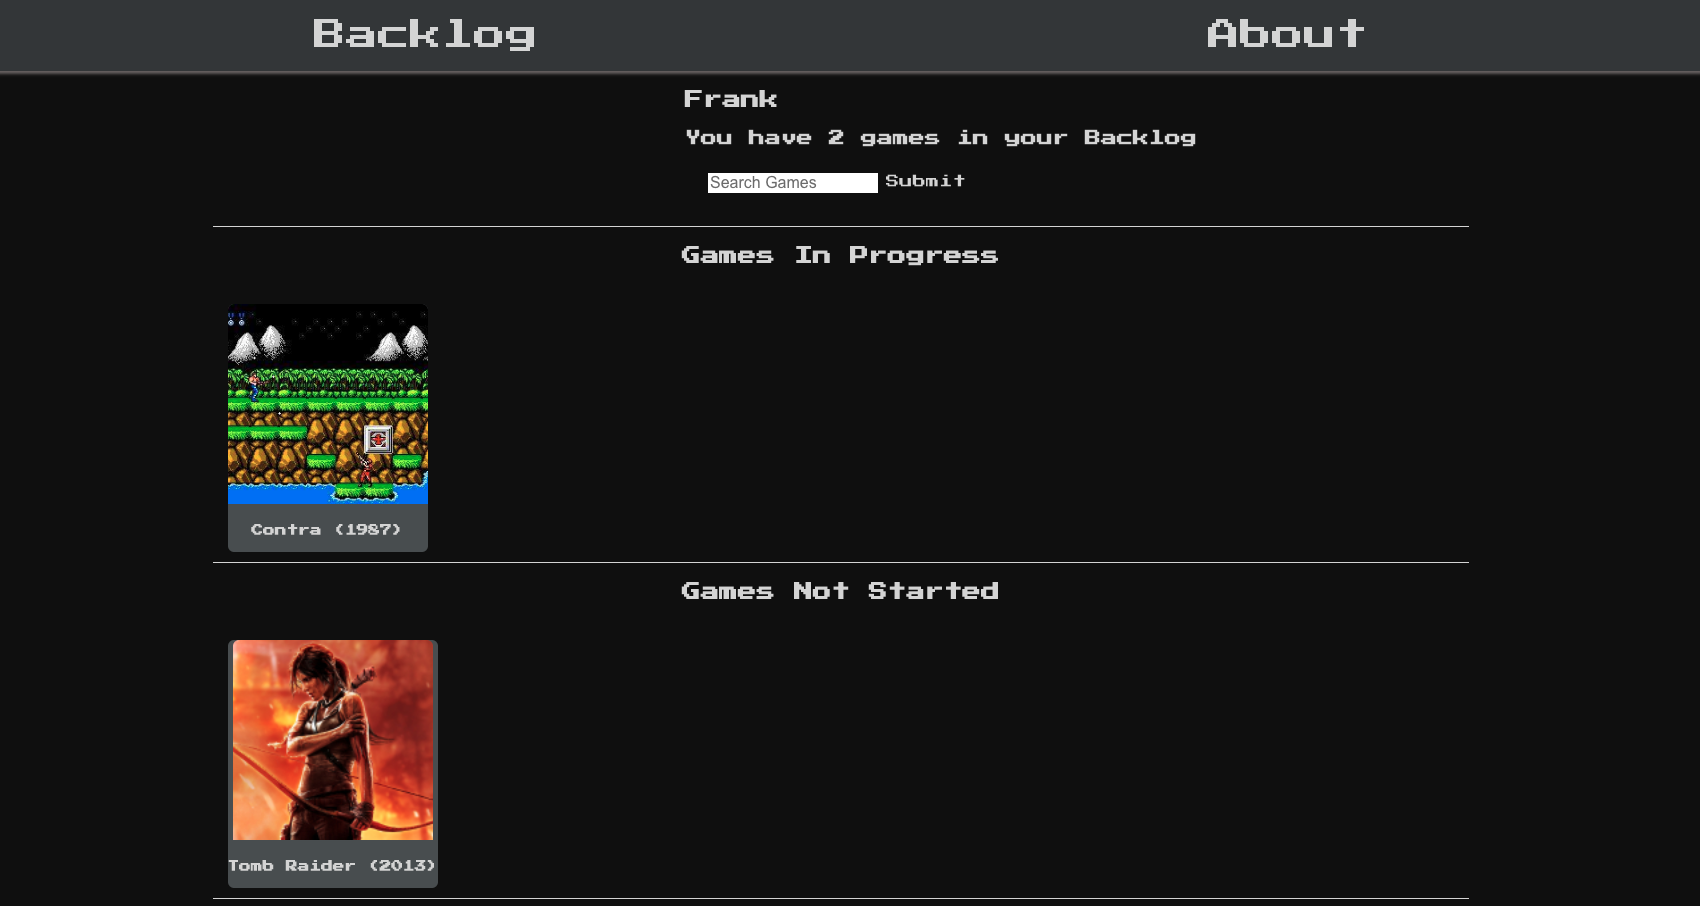 Backlog
About
Frank
You have 2 games in your Backlog
Search Games
Submit
Games In Progress
Contra (1987)
Games Not Started
Tomb Raider (2013)